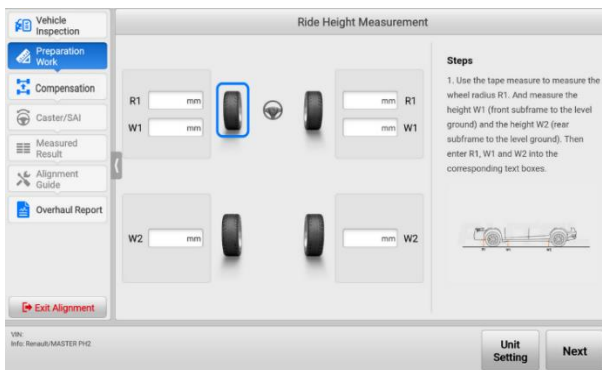 Vehicle
Inspection
Preparation
Work
Compensation
Caster/SAI
Measured
Result
Alignment
Guide
Overhaul Report
Exit Alignment
Ride Height Measurement
R1 mm
W1 mm
mm R1
mm W1
W2 mm
mm W2
Steps
1. Use the tape measure to measure the
wheel radius R1. And measure the
height W1 (front subframe to the level
ground) and the height W2 (rear
subframe to the level ground). Then
enter R1, W1 and W2 into the
corresponding text boxes.
R1 W1 W2
VIN:
Info: Renault/MASTER PH2
Unit
Setting
Next